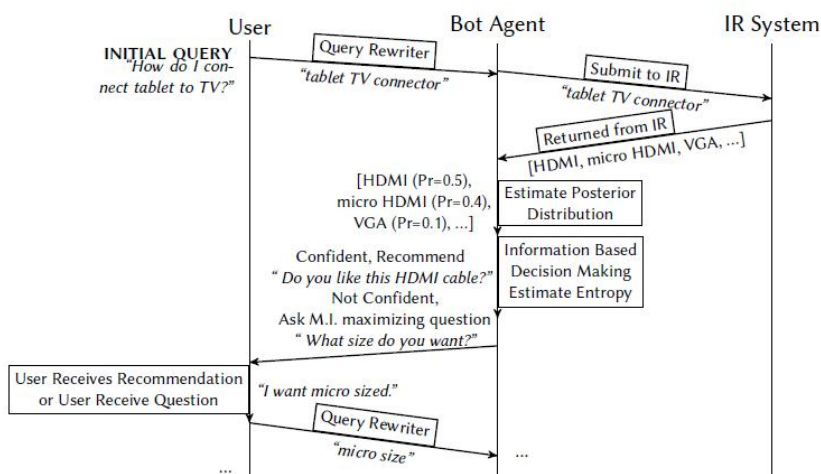 User
Bot Agent
IR System
INITIAL QUERY
“How do I con-
nect tablet to TV?”
Query Rewriter
“tablet TV connector”
Submit to IR
“tablet TV connector”
Returned from IR
[HDMI, micro HDMI, VGA, ...]
[HDMI (Pr=0.5),
micro HDMI (Pr=0.4),
VGA (Pr=0.1), ...]
Estimate Posterior
Distribution
Confident, Recommend
“ Do you like this HDMI cable?”
Not Confident,
Ask M.I. maximizing question
“ What size do you want?”
Information Based
Decision Making
Estimate Entropy
User Receives Recommendation
or User Receive Question
“I want micro sized.”
Query Rewriter
“micro size”
...
...